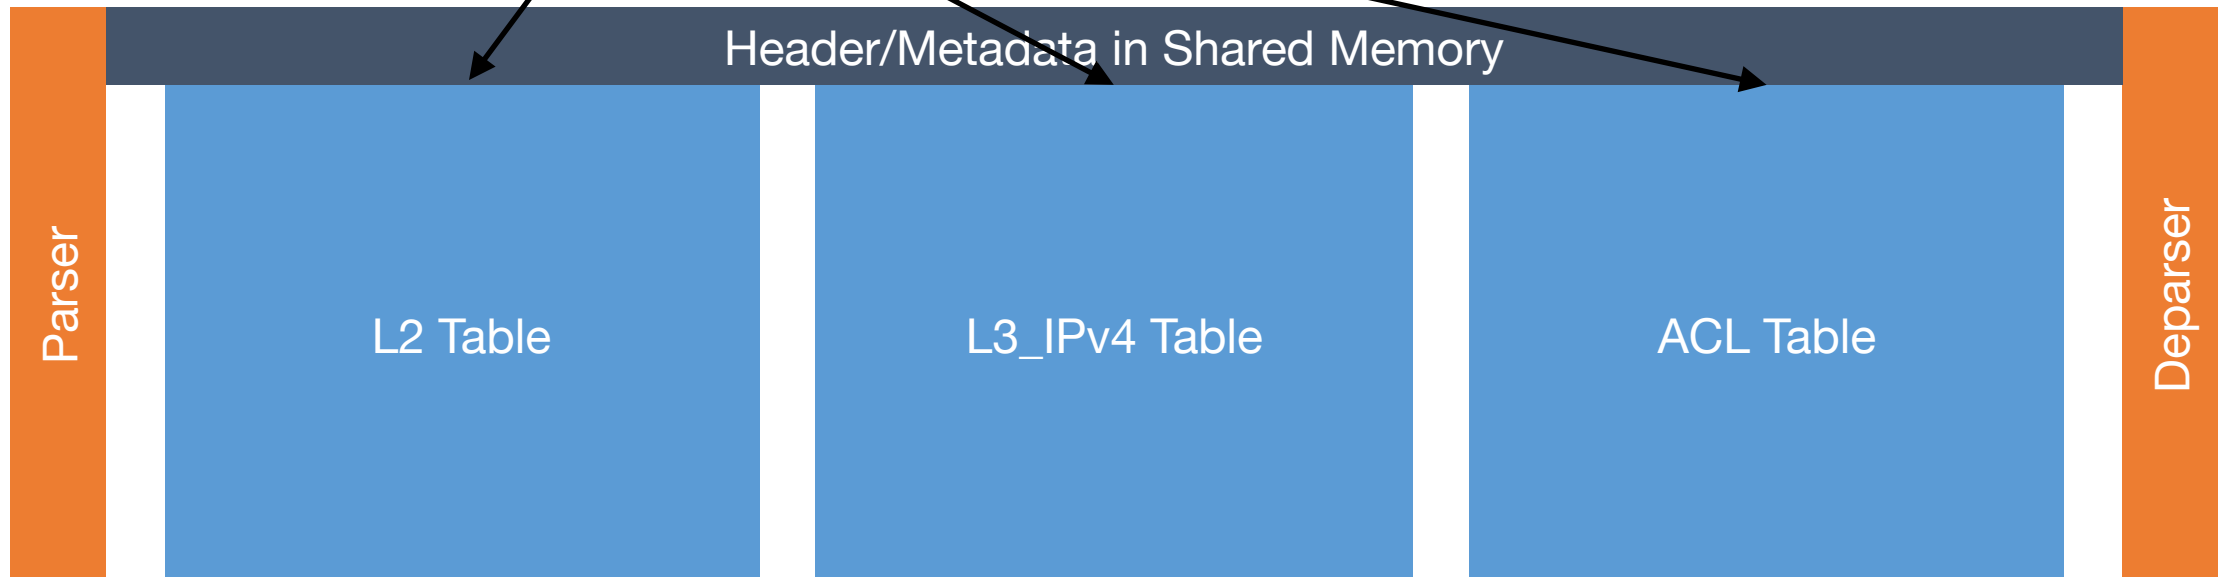 Header/Metadata in Shared Memory
Parser
L2 Table
L3_IPv4 Table
ACL Table
Deparser